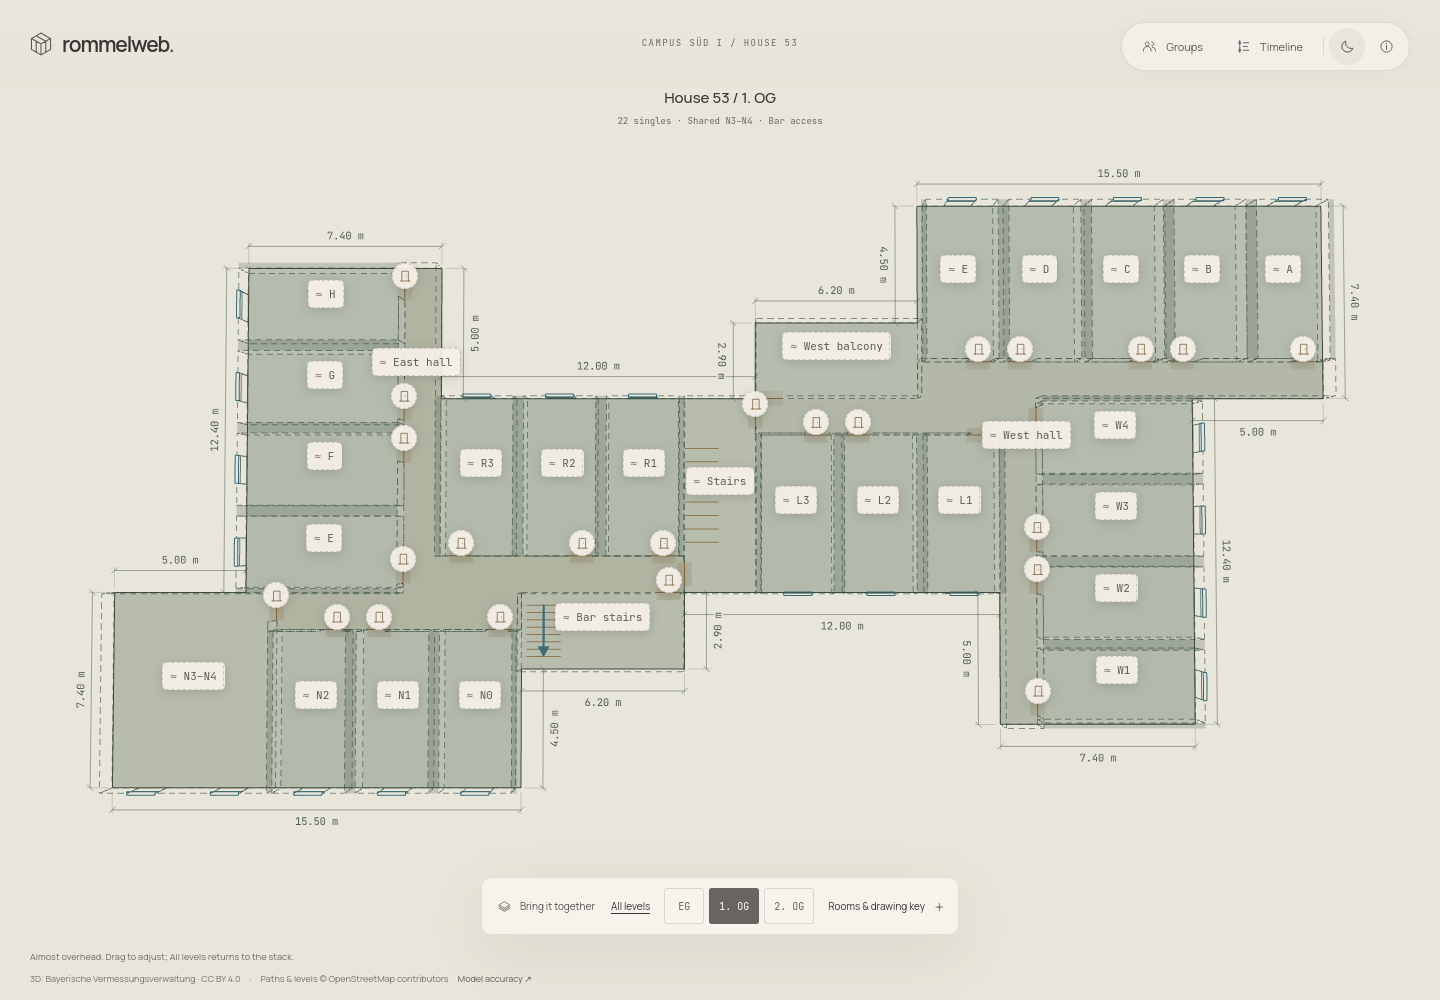 rommelweb.
CAMPUS SÜD I / HOUSE 53
Groups
Timeline
House 53 / 1. OG
22 singles · Shared N3–N4 · Bar access
15.50 m
7.40 m
4.50 m
6.20 m
≈ E
≈ D
≈ C
≈ B
≈ A
≈ H
7.40 m
5.00 m
2.90 m
≈ West balcony
≈ East hall
12.00 m
≈ G
12.40 m
≈ F
≈ W4
5.00 m
≈ West hall
≈ R3
≈ R2
≈ R1
≈ Stairs
≈ L3
≈ L2
≈ L1
≈ W3
≈ E
5.00 m
12.40 m
≈ W2
≈ Bar stairs
2.90 m
12.00 m
5.00 m
≈ N3–N4
7.40 m
≈ N2
≈ N1
≈ N0
≈ W1
6.20 m
4.50 m
7.40 m
15.50 m
Bring it together
All levels
EG
1. OG
2. OG
Rooms & drawing key +
Almost overhead. Drag to adjust; All levels returns to the stack.
3D: Bayerische Vermessungsverwaltung · CC BY 4.0 · Paths & levels © OpenStreetMap contributors Model accuracy ↗